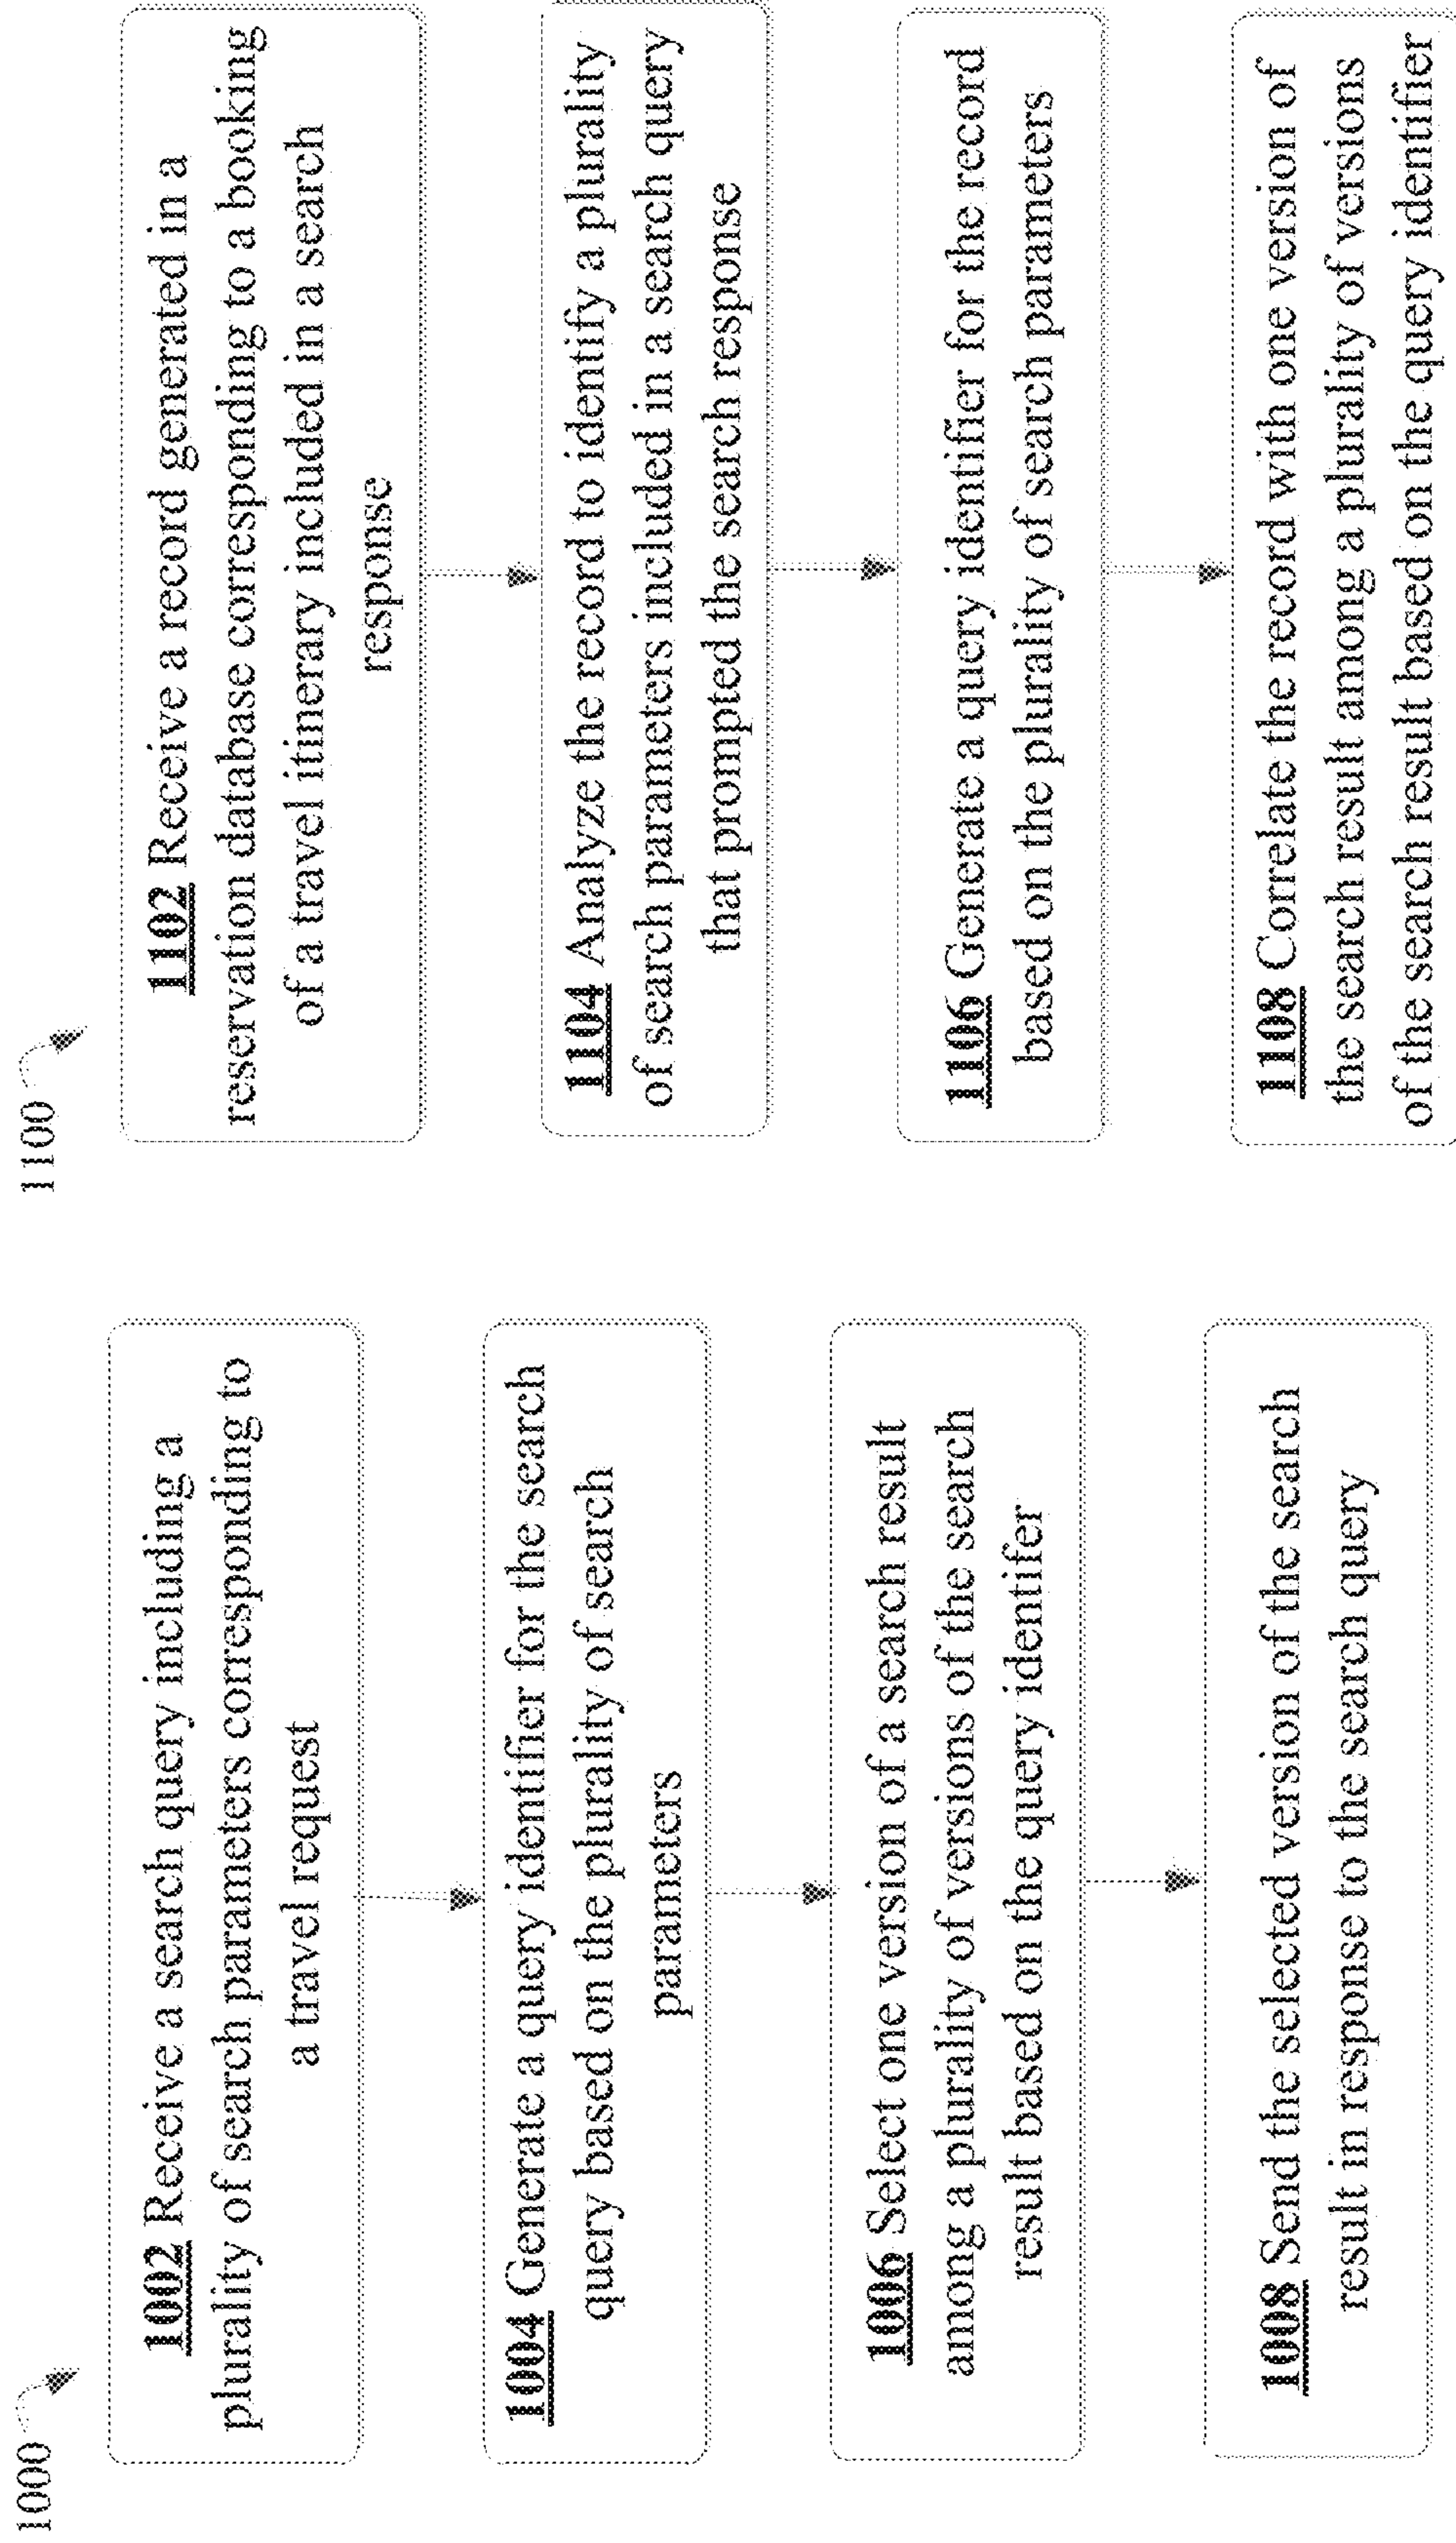 1000
1002 Receive a search query including a
plurality of search parameters corresponding to
a travel request
1004 Generate a query identifier for the search
query based on the plurality of search
parameters
1006 Select one version of a search result
among a plurality of versions of the search
result based on the query identifer
1008 Send the selected version of the search
result in response to the search query
1100
1102 Receive a record generated in a
reservation database corresponding to a booking
of a travel itinerary included in a search
response
1104 Analyze the record to identify a plurality
of search parameters included in a search query
that prompted the search response
1106 Generate a query identifier for the record
based on the plurality of search parameters
1108 Correlate the record with one version of
the search result among a plurality of versions
of the search result based on the query identifier